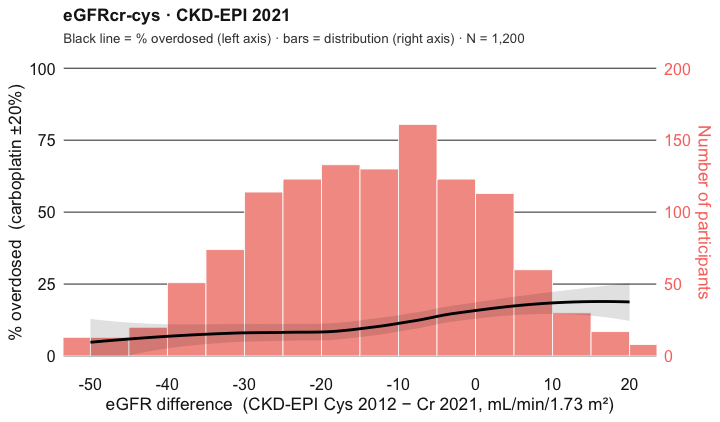 eGFRcr-cys · CKD-EPI 2021
Black line = % overdosed (left axis) · bars = distribution (right axis) · N = 1,200
% overdosed (carboplatin ±20%)
100
75
50
25
0
200
150
100
50
0
Number of participants
-50 -40 -30 -20 -10 0 10 20
eGFR difference (CKD-EPI Cys 2012 − Cr 2021, mL/min/1.73 m²)